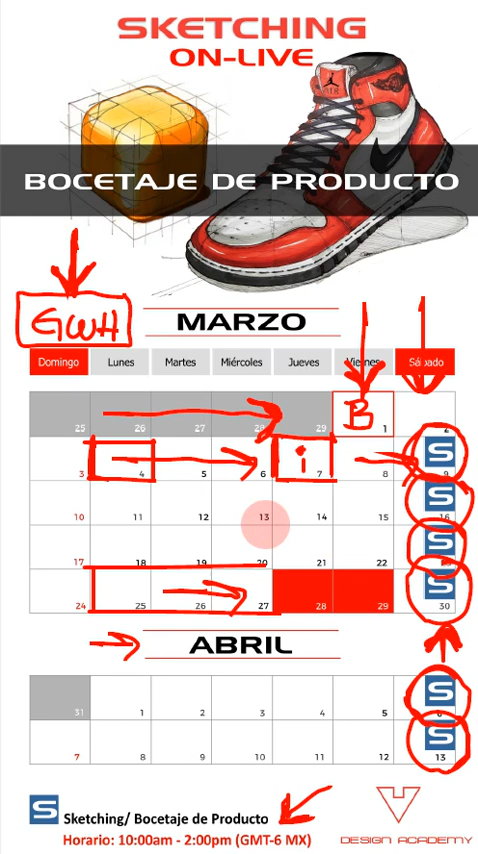 SKETCHING
ON-LIVE
AIR
BOCETAJE DE PRODUCTO
GWH
MARZO
Domingo Lunes Martes Miércoles Jueves Viernes Sábado
B
25 26 27 28 29 1 2
S
i
3 4 5 6 7 8 9
S
10 11 12 13 14 15 16
S
17 18 19 20 21 22
S
24 25 26 27 28 29 30
ABRIL
S
31 1 2 3 4 5 6
S
7 8 9 10 11 12 13
S Sketching/ Bocetaje de Producto
Horario: 10:00am - 2:00pm (GMT-6 MX)
DESIGN ACADEMY